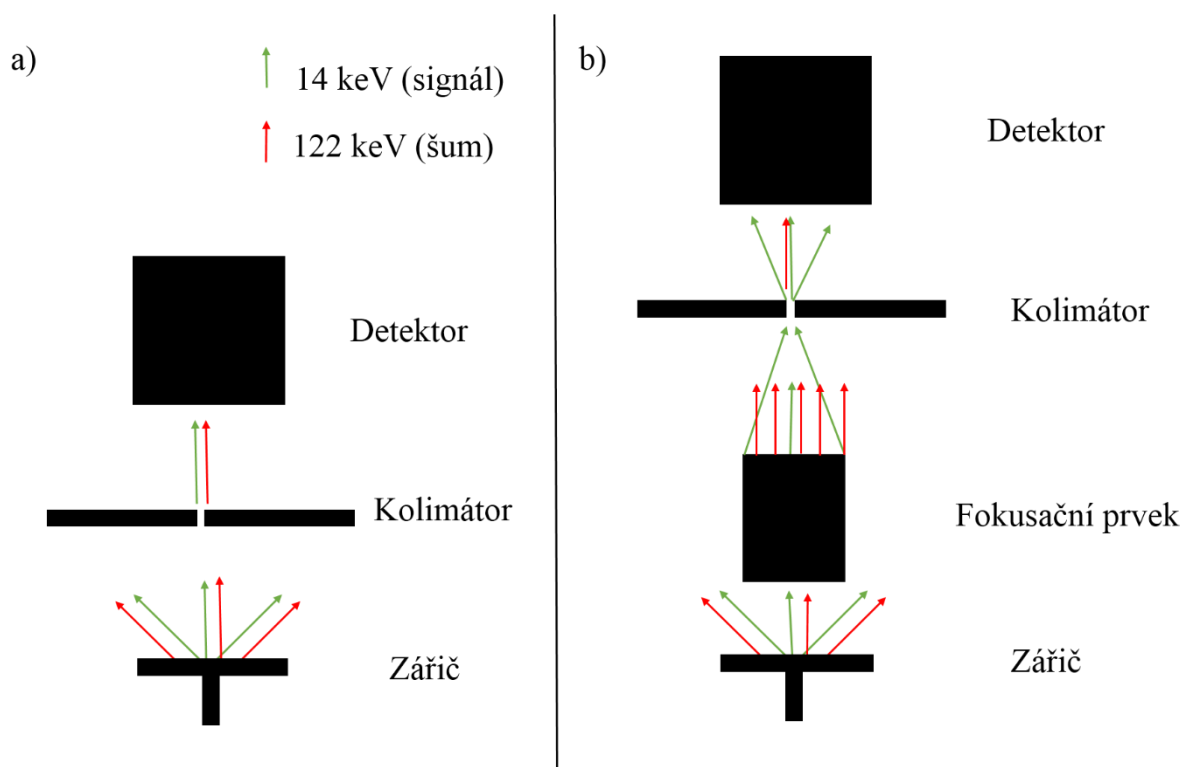 a)
14 keV (signál)
122 keV (šum)
Detektor
Kolimátor
Zářič
b)
Detektor
Kolimátor
Fokusační prvek
Zářič